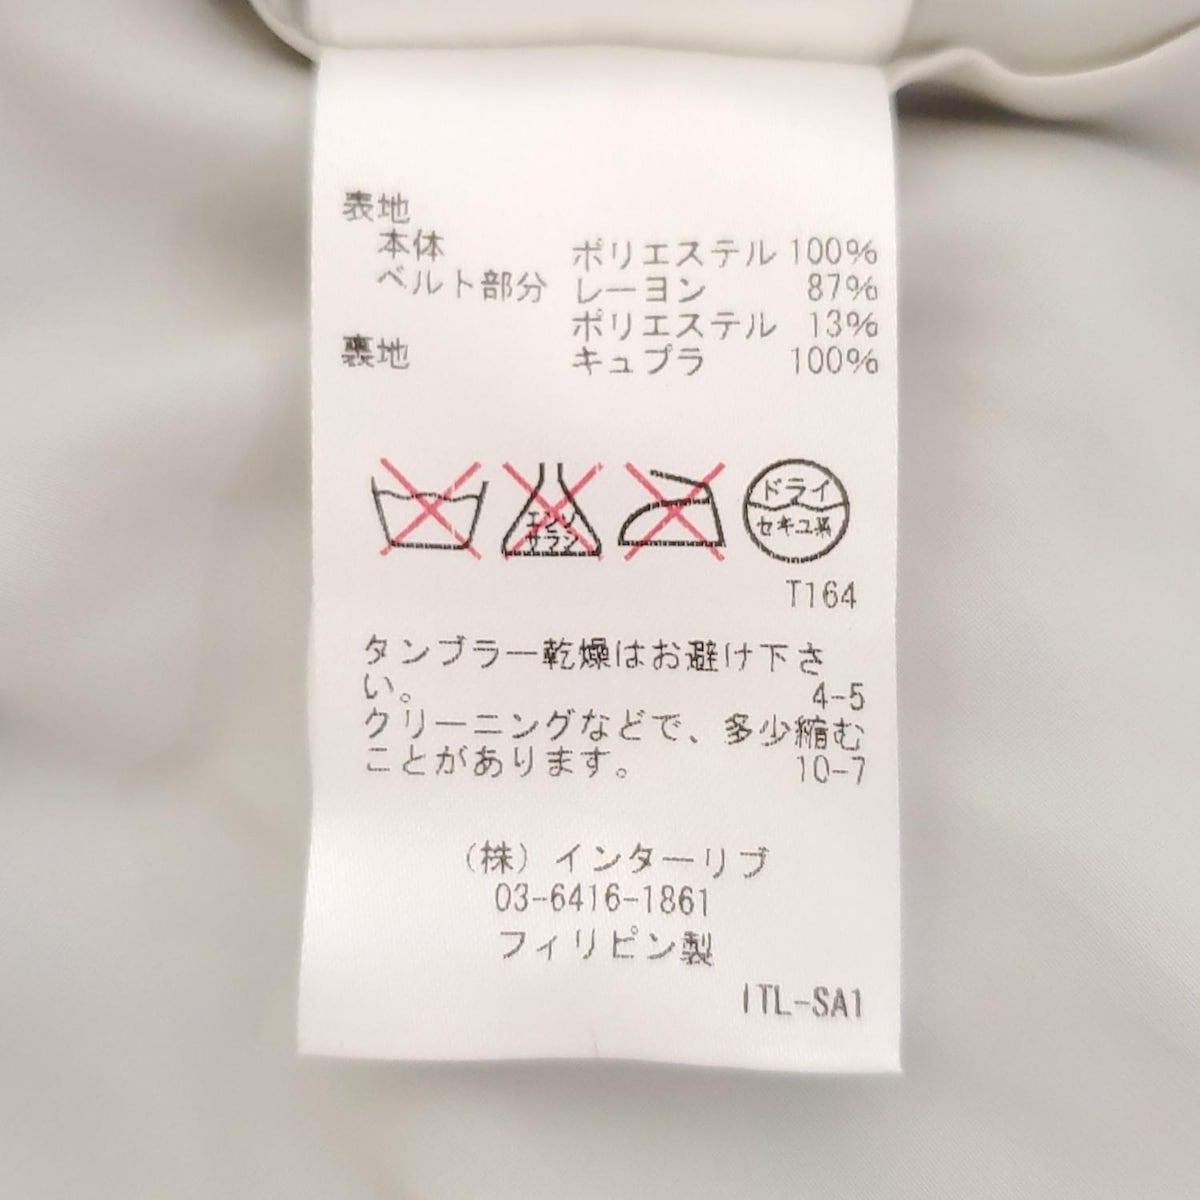 表地
本体 ポリエステル 100%
ベルト部分 レーヨン 87%
ポリエステル 13%
裏地 キュプラ 100%
エンソ
サラシ
ドライ
セキユ系
T164
タンブラー乾燥はお避け下さ
い。 4-5
クリーニングなどで、多少縮む
ことがあります。 10-7
(株)インターリブ
03-6416-1861
フィリピン製
ITL-SA1